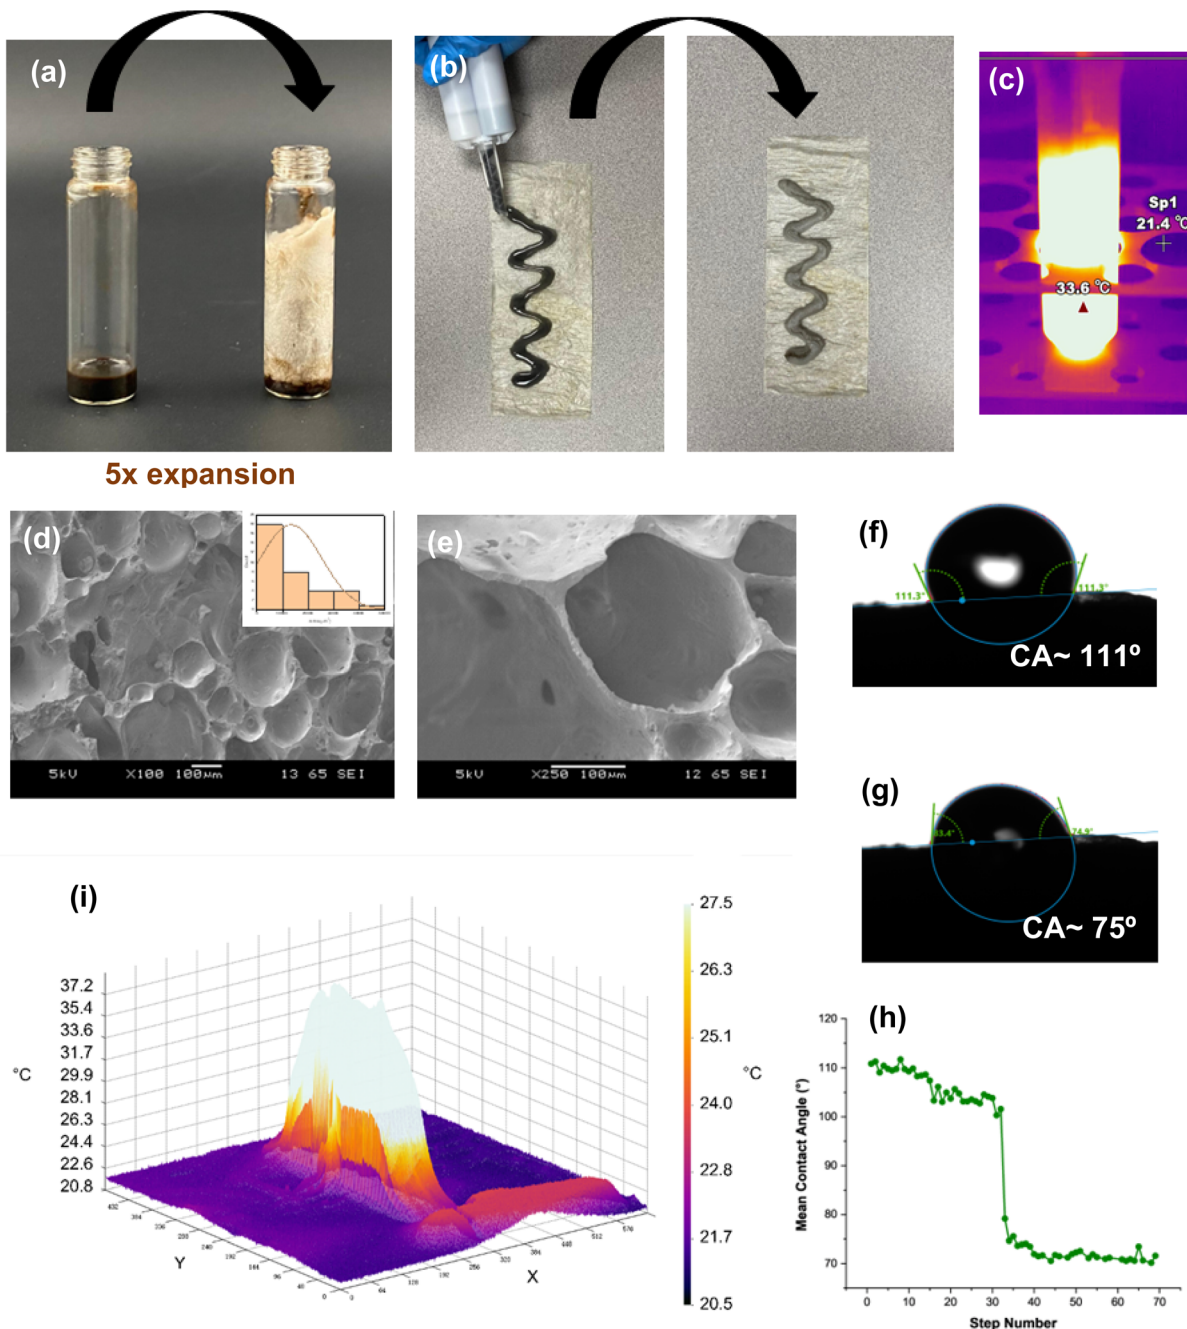 (a)
(b)
(c)
Sp1
21.4 °C
33.6 °C
5x expansion
(d)
5kV X100 100µm 13 65 SEI
(e)
5kV X250 100µm 12 65 SEI
(f)
111.3°
111.3°
CA~ 111º
(g)
74.9°
CA~ 75º
(i)
37.2
35.4
33.6
31.7
29.9
28.1
26.3
24.4
22.6
20.8
°C
Y
X
27.5
26.3
25.1
°C
24.0
22.8
21.7
20.5
(h)
120
110
100
90
80
70
Mean Contact Angle (°)
0 10 20 30 40 50 60 70
Step Number